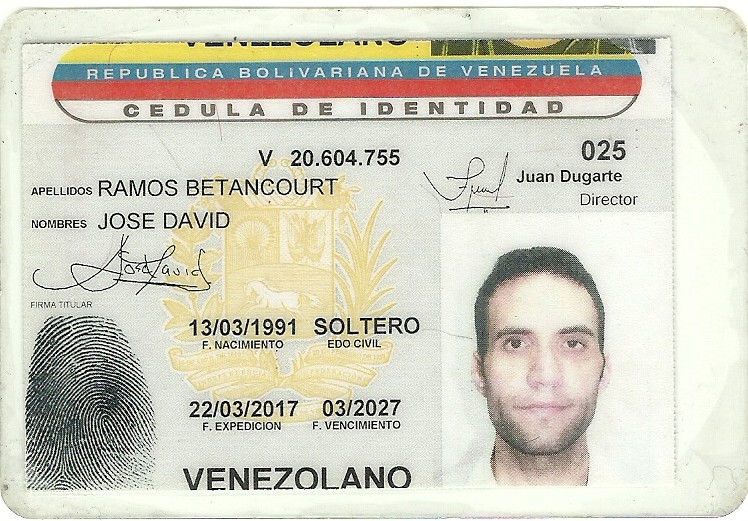 VENEZOLANO
REPUBLICA BOLIVARIANA DE VENEZUELA
CEDULA DE IDENTIDAD
V 20.604.755
025
APELLIDOS RAMOS BETANCOURT
Juan Dugarte
Director
NOMBRES JOSE DAVID
JoseDavid
FIRMA TITULAR
13/03/1991 SOLTERO
F. NACIMIENTO EDO CIVIL
22/03/2017 03/2027
F. EXPEDICION F. VENCIMIENTO
VENEZOLANO